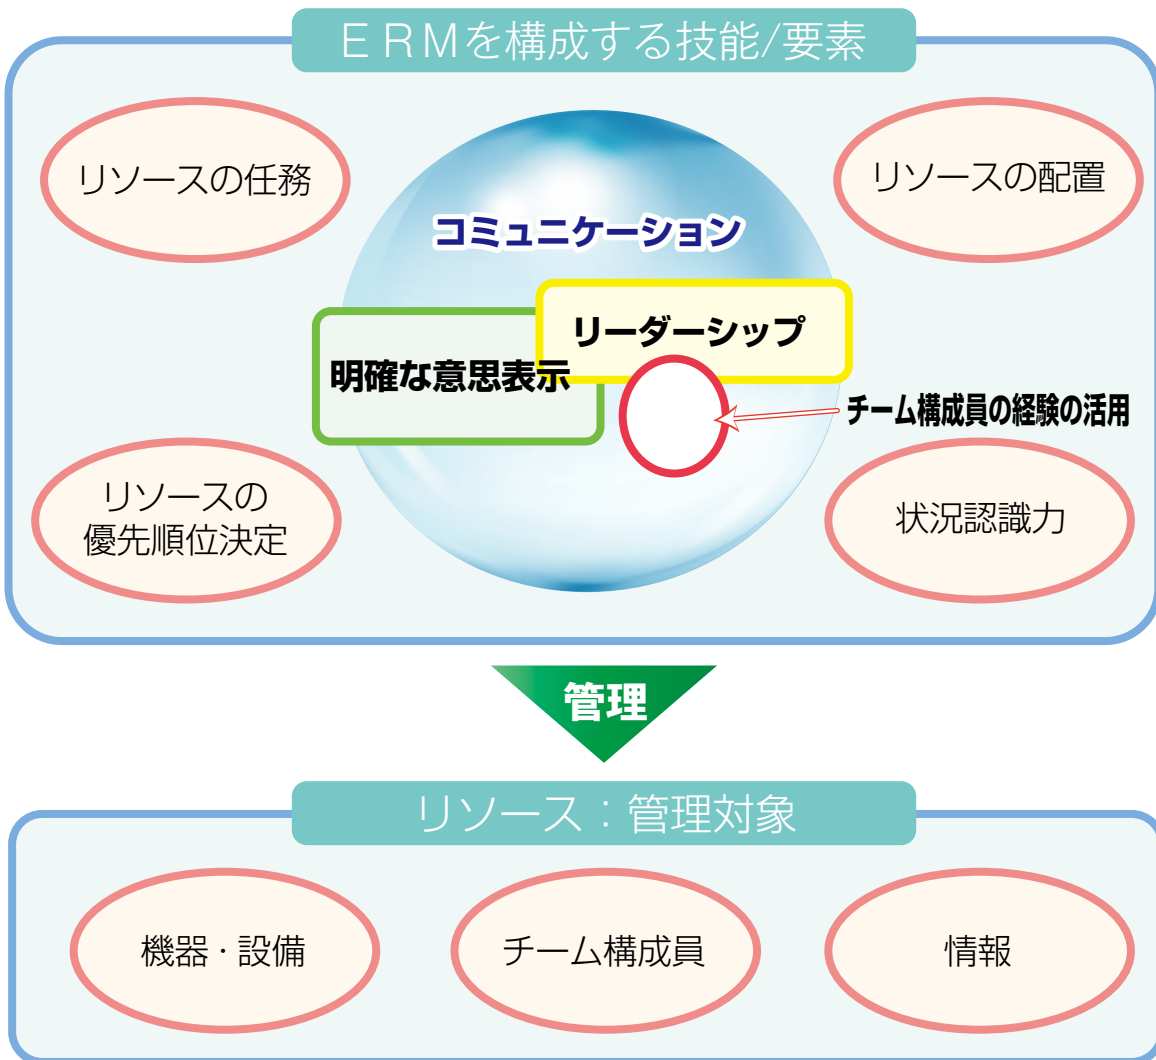 ＥＲＭを構成する技能/要素
リソースの任務
リソースの配置
コミュニケーション
リーダーシップ
明確な意思表示
チーム構成員の経験の活用
リソースの
優先順位決定
状況認識力
管理
リソース：管理対象
機器・設備
チーム構成員
情報